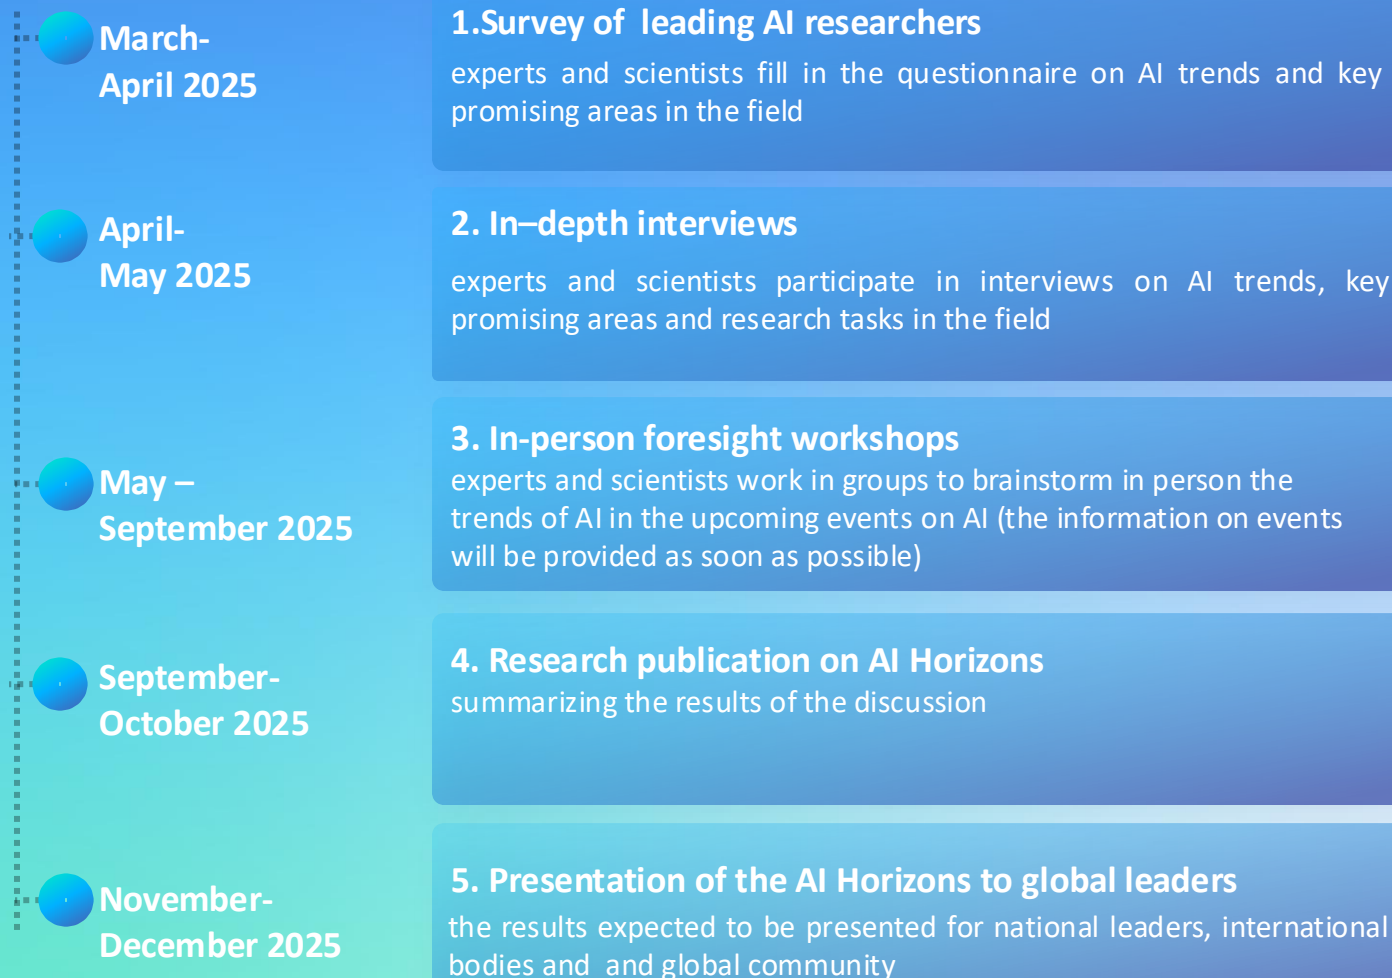 March-
April 2025
1.Survey of leading AI researchers
experts and scientists fill in the questionnaire on AI trends and key
promising areas in the field
April-
May 2025
2. In–depth interviews
experts and scientists participate in interviews on AI trends, key
promising areas and research tasks in the field
May –
September 2025
3. In-person foresight workshops
experts and scientists work in groups to brainstorm in person the
trends of AI in the upcoming events on AI (the information on events
will be provided as soon as possible)
September-
October 2025
4. Research publication on AI Horizons
summarizing the results of the discussion
November-
December 2025
5. Presentation of the AI Horizons to global leaders
the results expected to be presented for national leaders, international
bodies and and global community